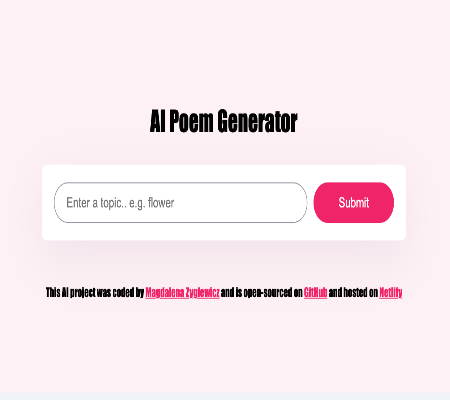 AI Poem Generator
Enter a topic.. e.g. flower
Submit
This AI project was coded by Magdalena Zyglewicz and is open-sourced on GitHub and hosted on Netlify